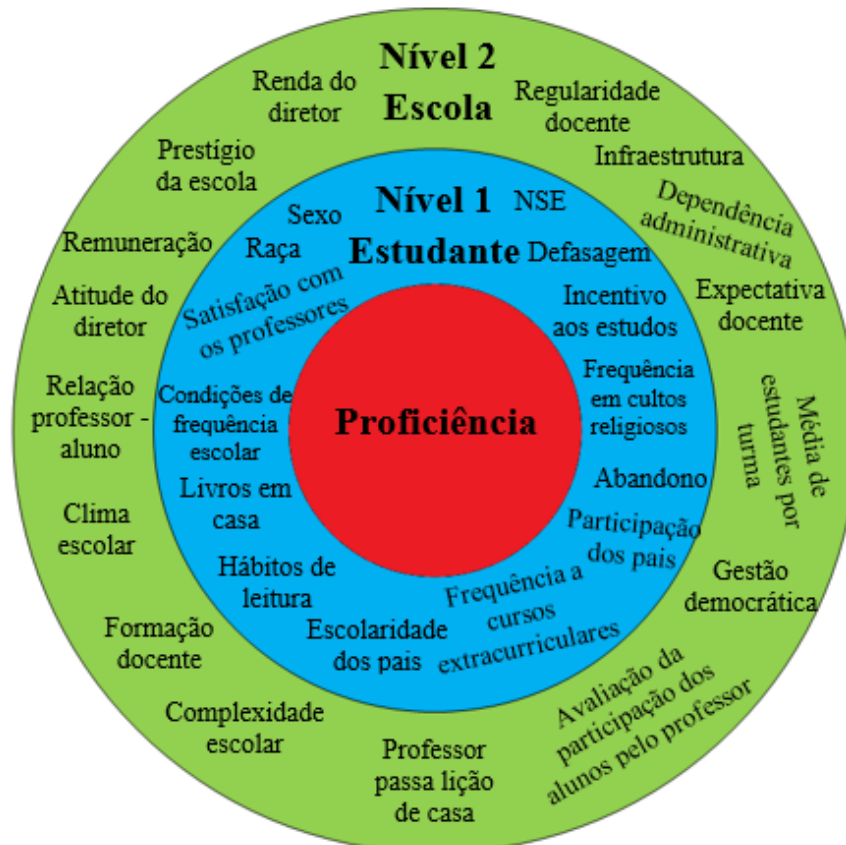 Nível 2
Escola
Renda do
diretor
Regularidade
docente
Prestígio
da escola
Infraestrutura
Dependência
administrativa
Remuneração
Atitude do
diretor
Expectativa
docente
Relação
professor -
aluno
Média de
estudantes por
turma
Clima
escolar
Gestão
democrática
Formação
docente
Complexidade
escolar
Professor
passa lição
de casa
Avaliação da
participação dos
alunos pelo professor
Nível 1
Estudante
NSE
Sexo
Raça
Defasagem
Satisfação com
os professores
Incentivo
aos estudos
Condições de
frequência
escolar
Frequência
em cultos
religiosos
Livros em
casa
Abandono
Participação
dos pais
Hábitos de
leitura
Escolaridade
dos pais
Frequência a
cursos
extracurriculares
Proficiência